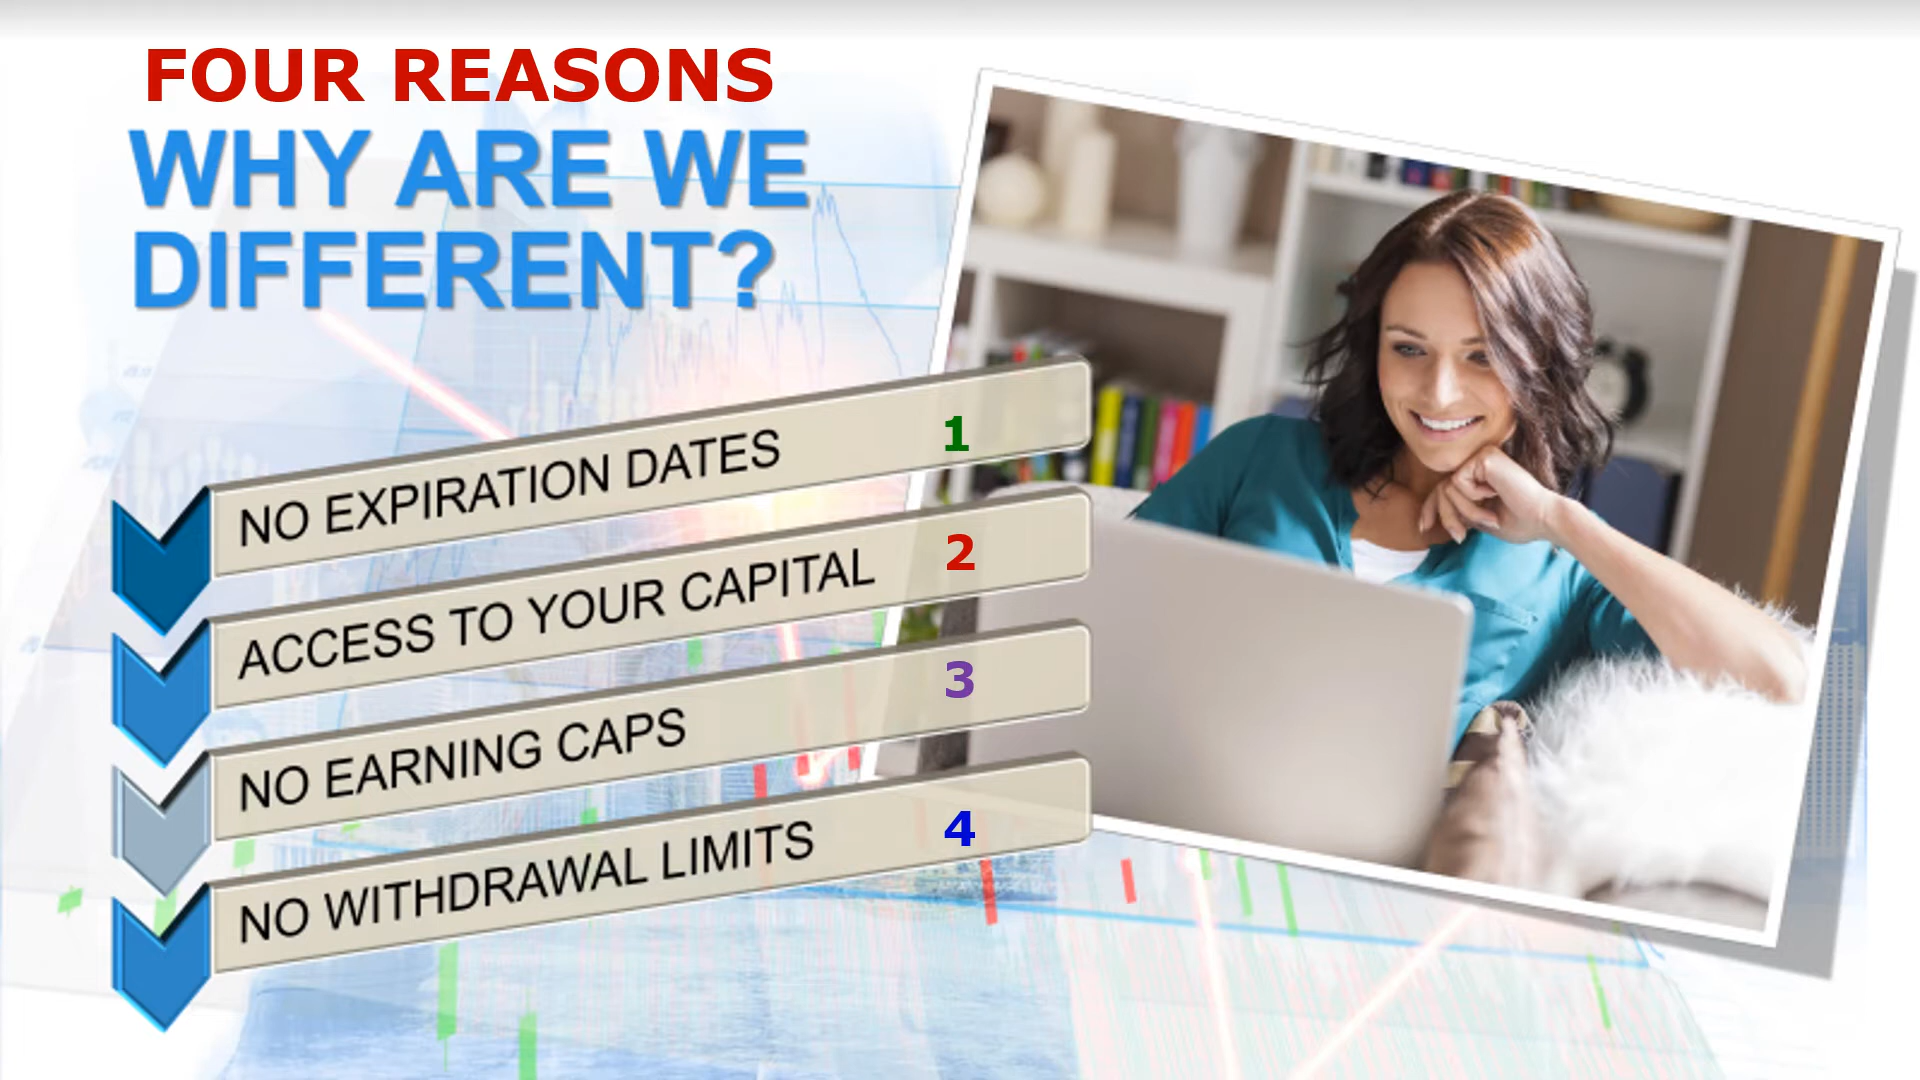 FOUR REASONS
WHY ARE WE
DIFFERENT?
NO EXPIRATION DATES 1
ACCESS TO YOUR CAPITAL 2
NO EARNING CAPS 3
NO WITHDRAWAL LIMITS 4